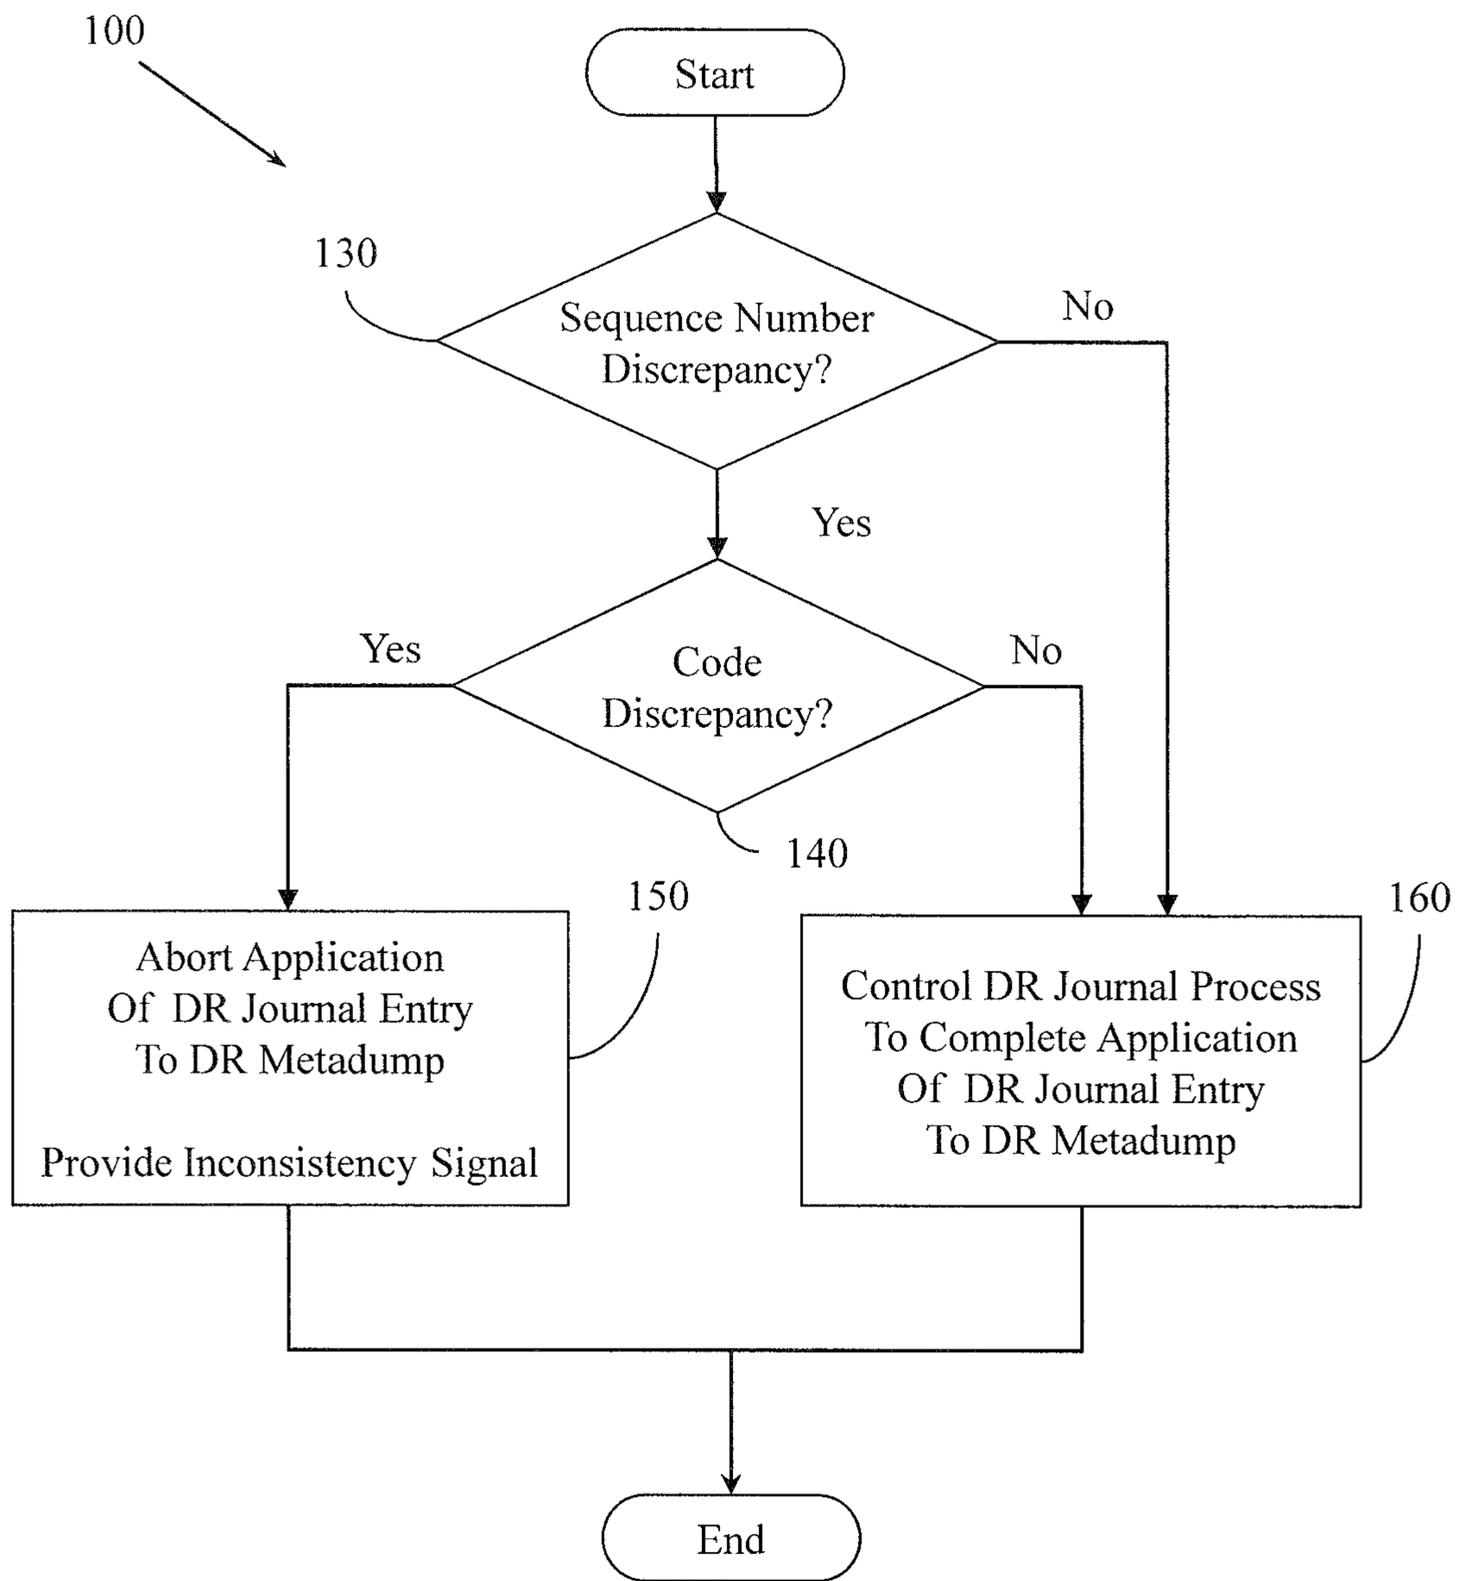 100
Start
130
Sequence Number
Discrepancy?
No
Yes
Yes
Code
Discrepancy?
No
140
150
160
Abort Application
Of DR Journal Entry
To DR Metadump
Provide Inconsistency Signal
Control DR Journal Process
To Complete Application
Of DR Journal Entry
To DR Metadump
End